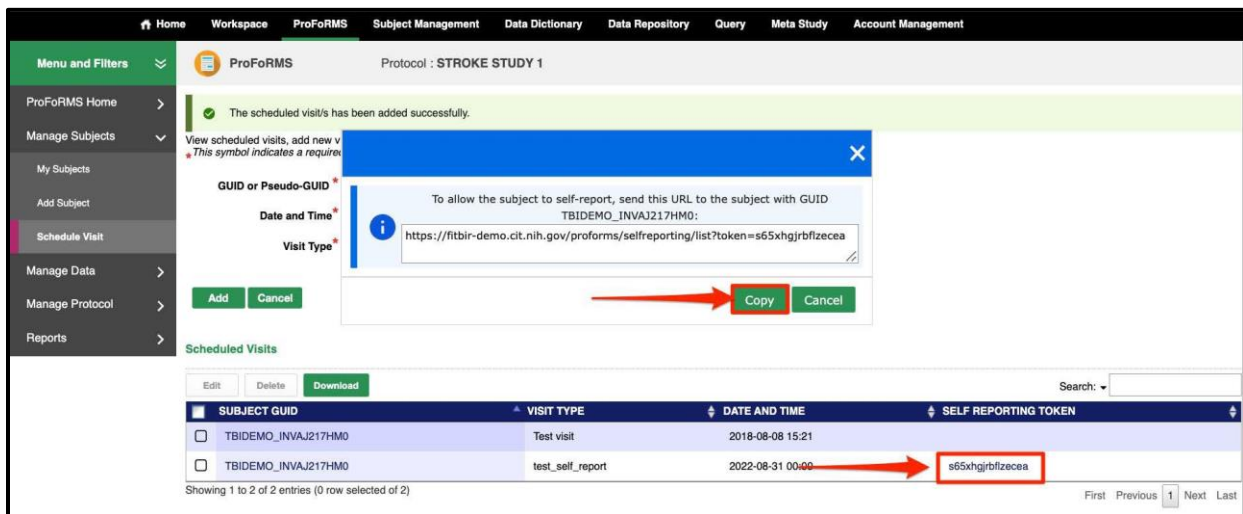 Home Workspace ProFoRMS Subject Management Data Dictionary Data Repository Query Meta Study Account Management
Menu and Filters
ProFoRMS Protocol : STROKE STUDY 1
ProFoRMS Home
The scheduled visit/s has been added successfully.
Manage Subjects
View scheduled visits, add new v
*This symbol indicates a require
My Subjects
GUID or Pseudo-GUID *
To allow the subject to self-report, send this URL to the subject with GUID
TBIDEMO_INVAJ217HM0:
Add Subject
Date and Time*
https://fitbir-demo.cit.nih.gov/proforms/selfreporting/list?token=s65xhgjrbflzecea
Schedule Visit
Visit Type*
Manage Data
Manage Protocol
Add Cancel
Copy Cancel
Reports
Scheduled Visits
Edit Delete Download Search:
SUBJECT GUID VISIT TYPE DATE AND TIME SELF REPORTING TOKEN
TBIDEMO_INVAJ217HM0 Test visit 2018-08-08 15:21
TBIDEMO_INVAJ217HM0 test_self_report 2022-08-31 00:00 s65xhgjrbflzecea
Showing 1 to 2 of 2 entries (0 row selected of 2)
First Previous 1 Next Last